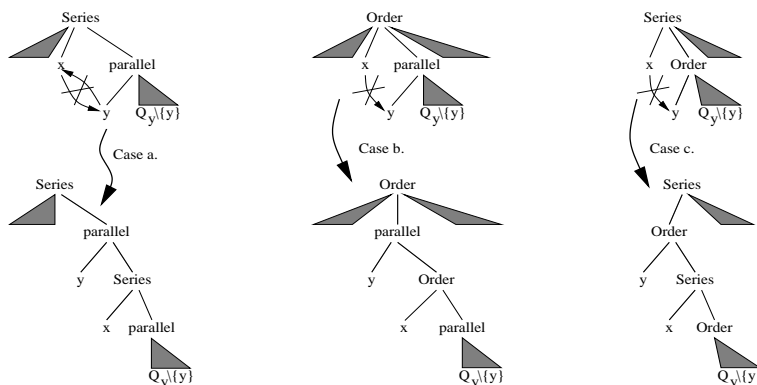 Series Order Series
x parallel x parallel x Order
y Q_y\{y} y Q_y\{y} y Q_y\{y}
Case a. Case b. Case c.
Series Order Series
parallel parallel Order
y Series y Order y Series
x parallel x parallel x Order
Q_y\{y} Q_y\{y} Q_y\{y}